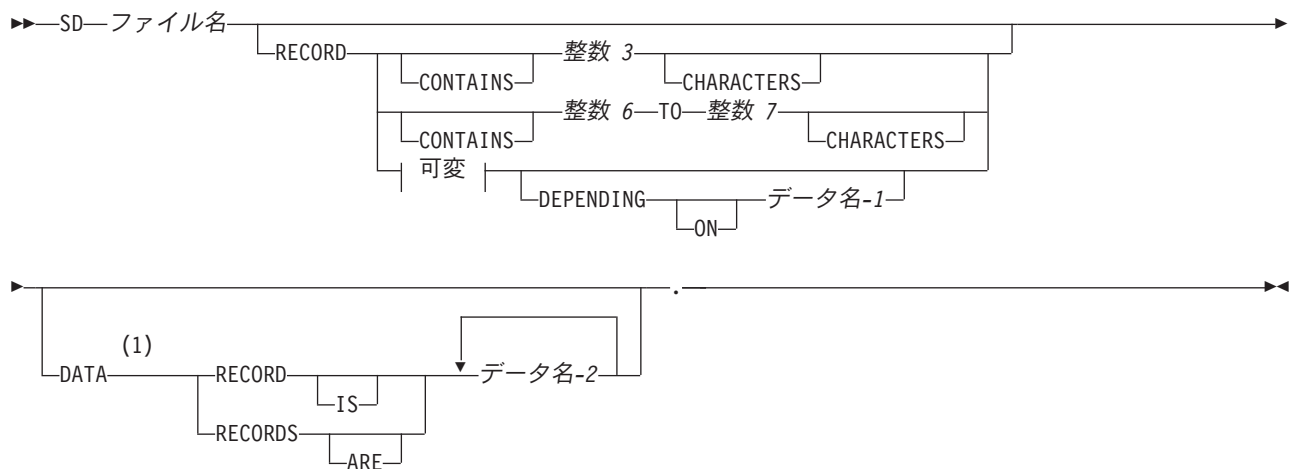 SD ファイル名
RECORD
CONTAINS
整数 3
CHARACTERS
CONTAINS
整数 6 TO 整数 7
CHARACTERS
可変
DEPENDING
ON
データ名-1
.
DATA
(1)
RECORD
IS
RECORDS
ARE
データ名-2